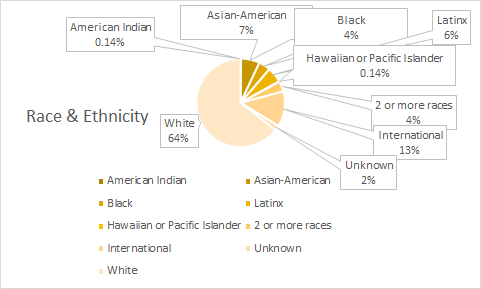 Race & Ethnicity
American Indian
0.14%
Asian-American
7%
Black
4%
Latinx
6%
Hawaiian or Pacific Islander
0.14%
2 or more races
4%
International
13%
Unknown
2%
White
64%
American Indian
Asian-American
Black
Latinx
Hawaiian or Pacific Islander
2 or more races
International
Unknown
White